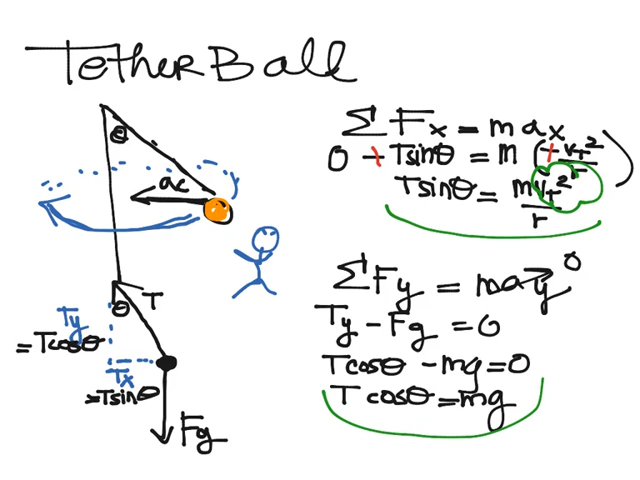 TetherBall
θ
ac
θ
T
Ty
=Tcosθ
Tx
=Tsinθ
Fg
ΣFx = max
0 + Tsinθ = m (+vT²/r)
Tsinθ = mvT²/r
ΣFy = may 0
Ty - Fg = 0
Tcosθ - mg = 0
Tcosθ = mg